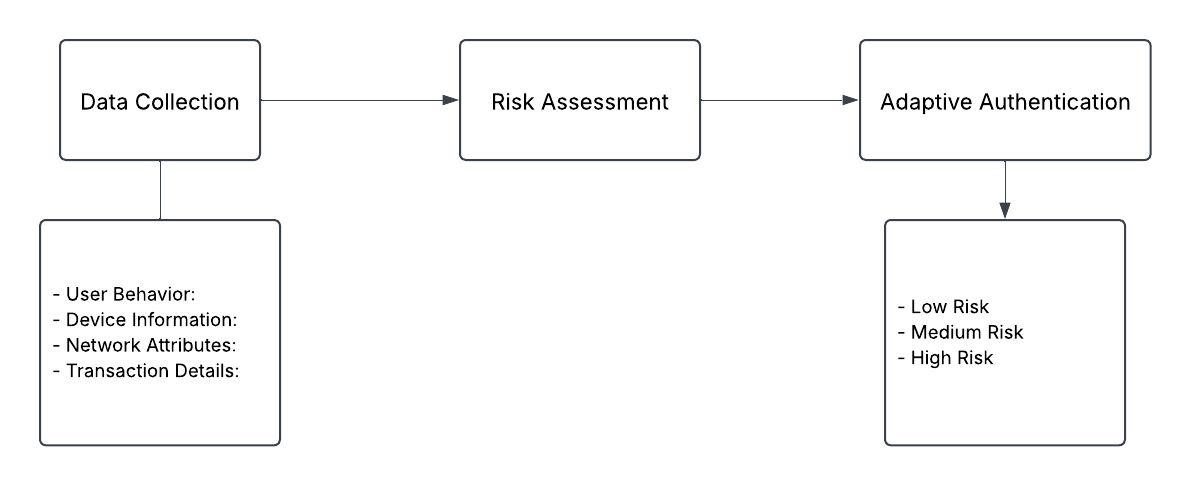 Data Collection
Risk Assessment
Adaptive Authentication
- User Behavior:
- Device Information:
- Network Attributes:
- Transaction Details:
- Low Risk
- Medium Risk
- High Risk